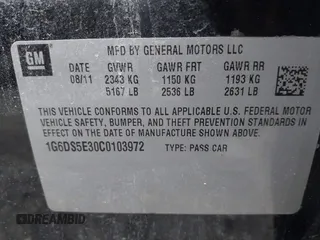 GM
MFD BY GENERAL MOTORS LLC
DATE GVWR GAWR FRT GAWR RR
08/11 2343 KG 1150 KG 1193 KG
5167 LB 2536 LB 2631 LB
THIS VEHICLE CONFORMS TO ALL APPLICABLE U.S. FEDERAL MOTOR
VEHICLE SAFETY, BUMPER, AND THEFT PREVENTION STANDARDS
IN EFFECT ON THE DATE OF MANUFACTURE SHOWN ABOVE.
1G6DS5E30C0103972 TYPE: PASS CAR
DREAMBID